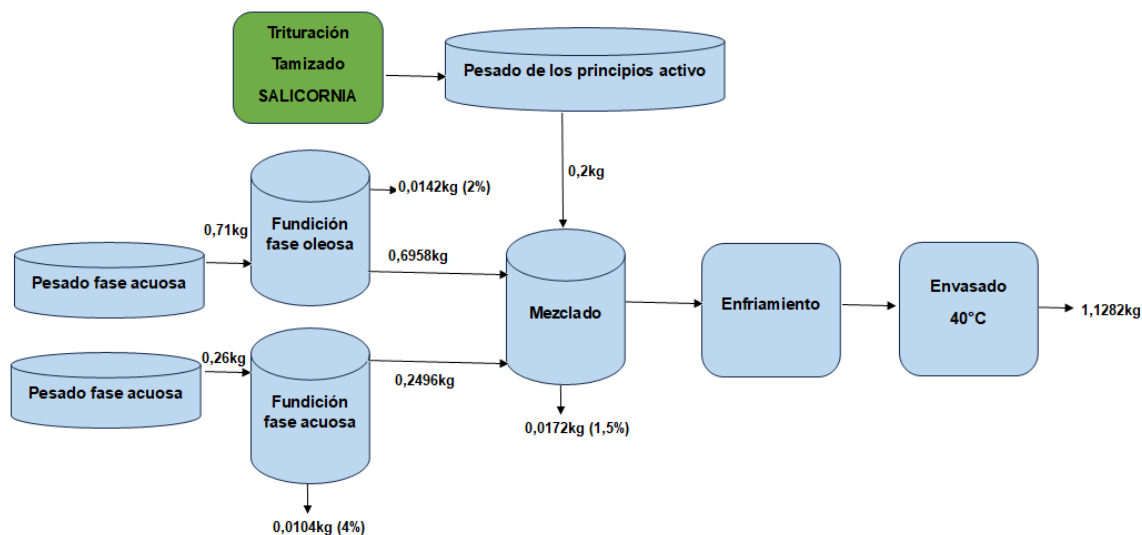 Trituración
Tamizado
SALICORNIA
Pesado de los principios activo
0,2kg
0,0142kg (2%)
Fundición
fase oleosa
0,71kg
0,6958kg
Pesado fase acuosa
Mezclado
Enfriamiento
Envasado
40°C
1,1282kg
0,26kg
Pesado fase acuosa
0,2496kg
Fundición
fase acuosa
0,0172kg (1,5%)
0,0104kg (4%)